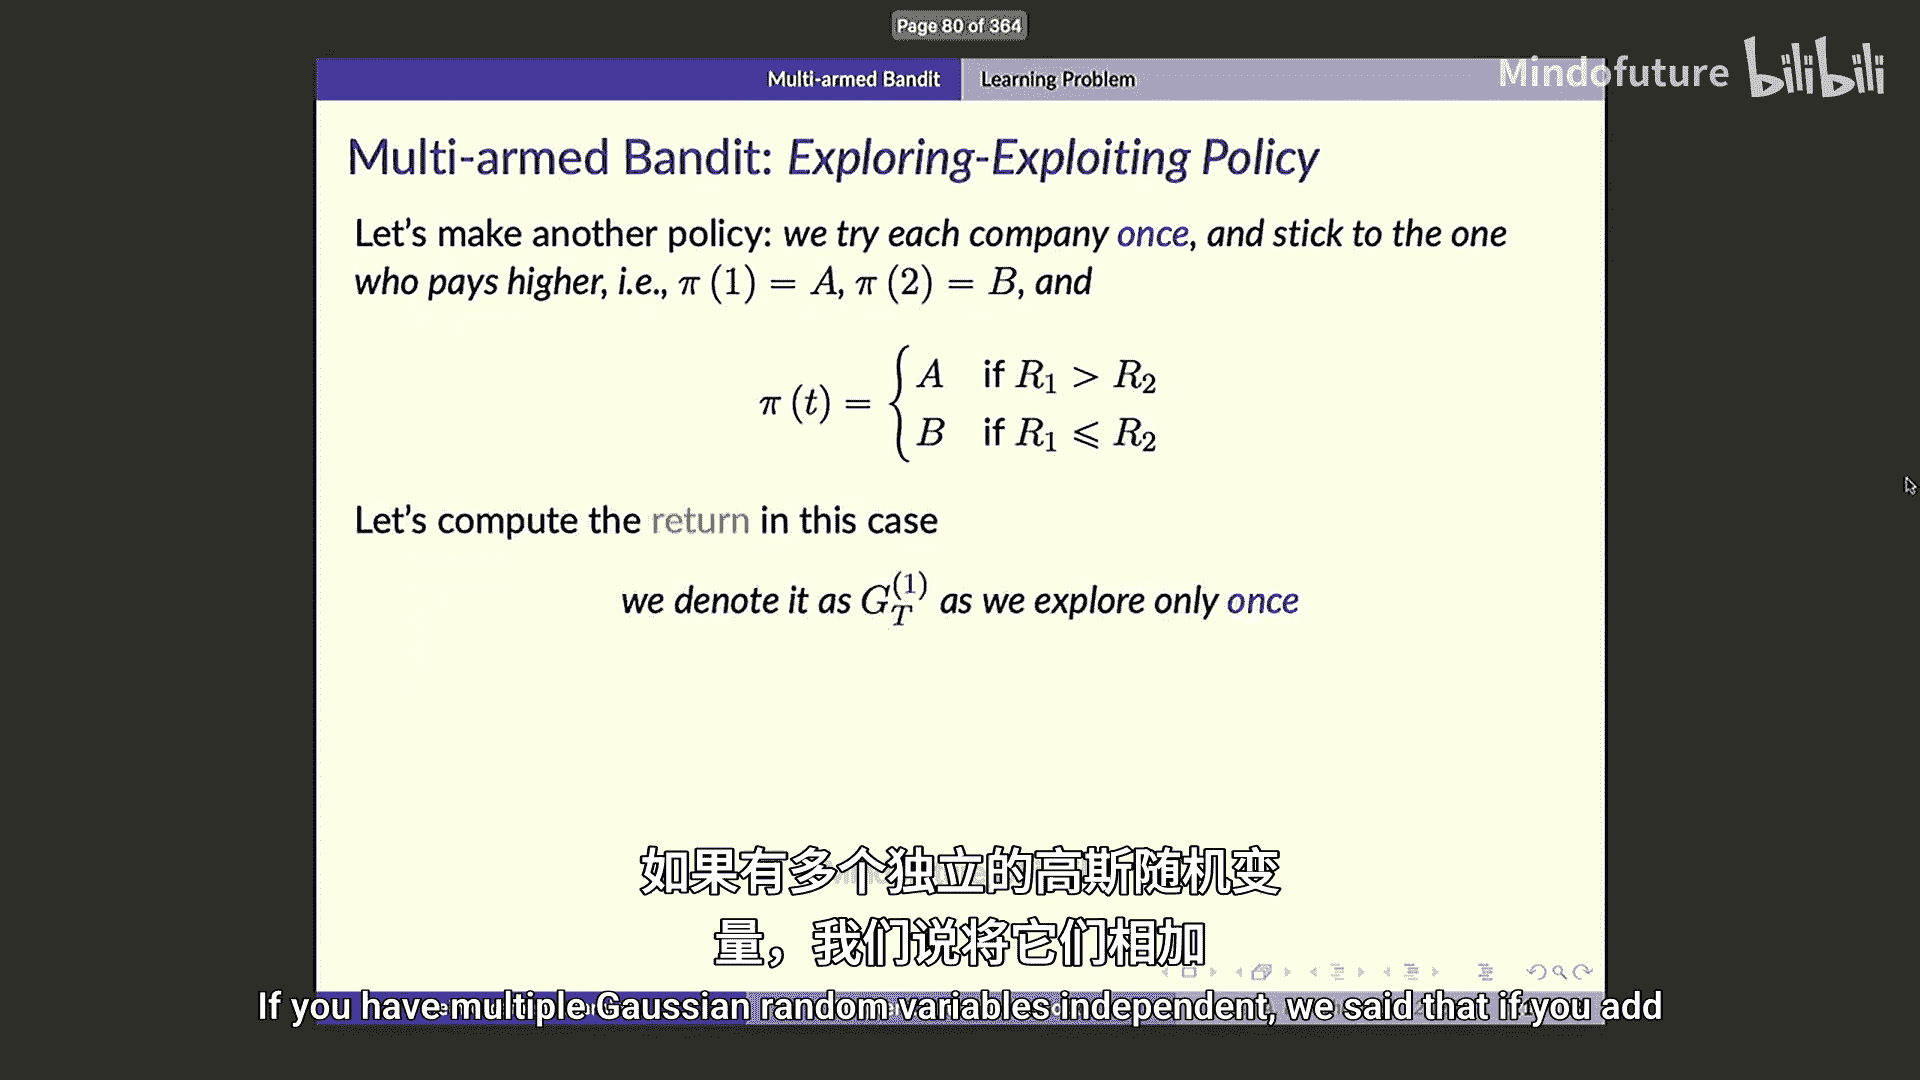 Page 80 of 364
Mindofuture bilibili
Multi-armed Bandit Learning Problem
Multi-armed Bandit: Exploring-Exploiting Policy
Let's make another policy: we try each company once, and stick to the one
who pays higher, i.e., π (1) = A, π (2) = B, and
π (t) = { A if R₁ > R₂
B if R₁ ⩽ R₂
Let's compute the return in this case
we denote it as G_T^(1) as we explore only once
如果有多个独立的高斯随机变
量，我们说将它们相加
If you have multiple Gaussian random variables independent, we said that if you add